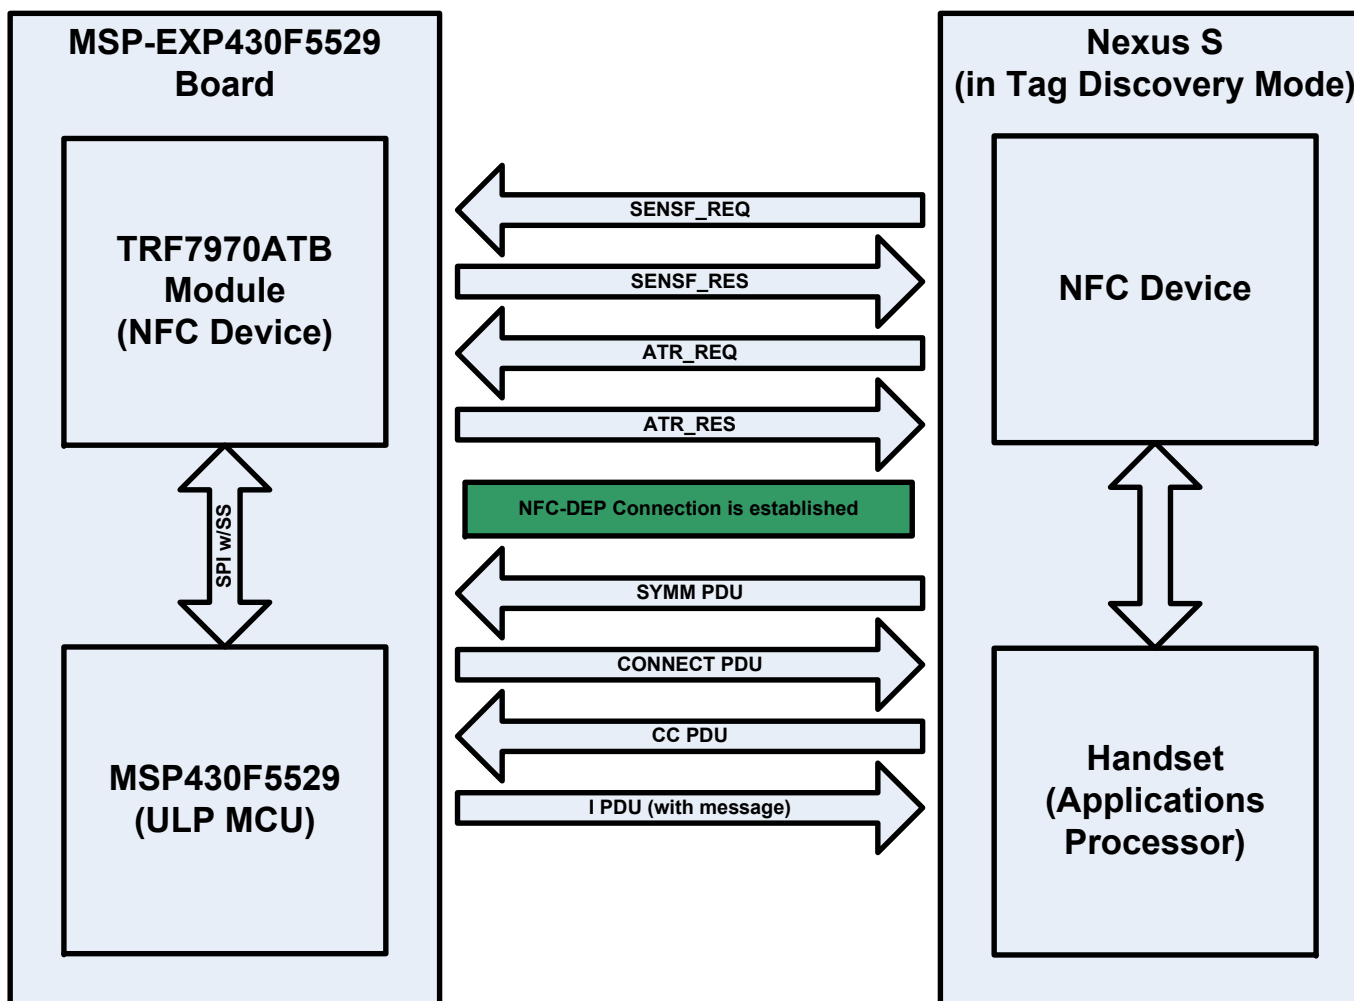 MSP-EXP430F5529
Board
TRF7970ATB
Module
(NFC Device)
SPI w/SS
MSP430F5529
(ULP MCU)
SENSF_REQ
SENSF_RES
ATR_REQ
ATR_RES
NFC-DEP Connection is established
SYMM PDU
CONNECT PDU
CC PDU
I PDU (with message)
Nexus S
(in Tag Discovery Mode)
NFC Device
Handset
(Applications
Processor)